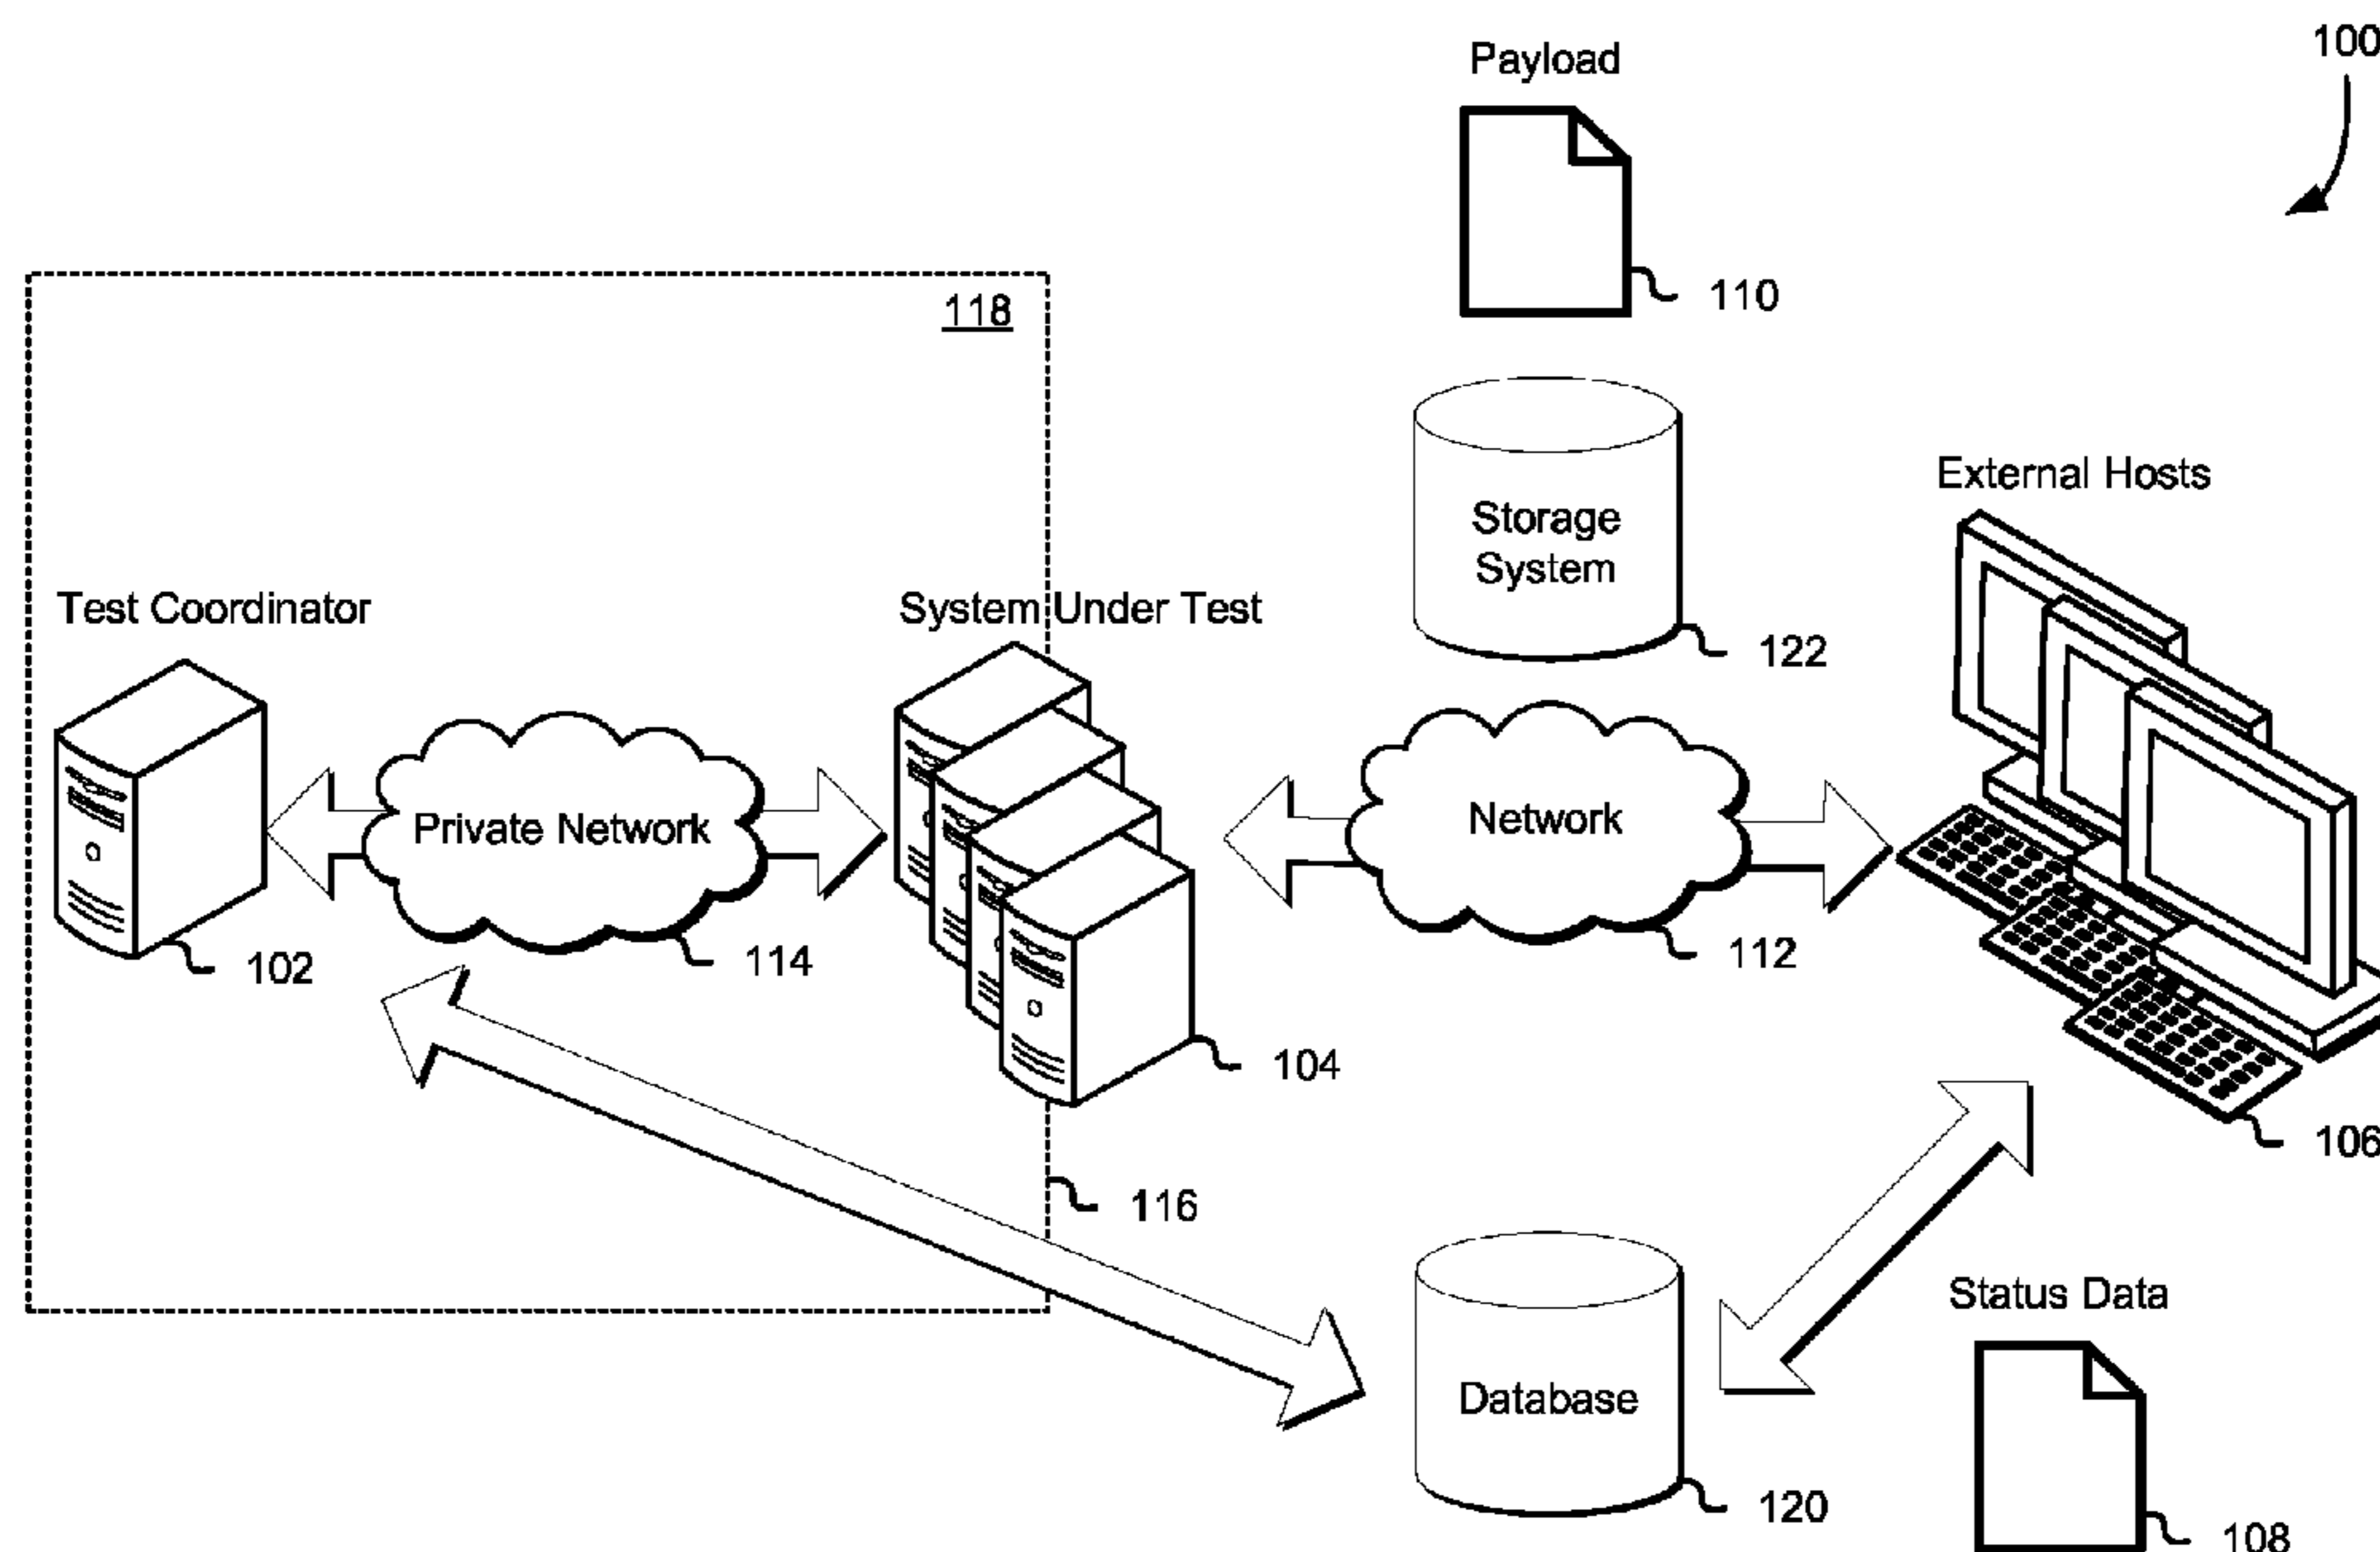 100
Payload
110
118
Storage
System
122
External Hosts
Test Coordinator
System Under Test
Private Network
Network
102
114
112
104
106
116
Status Data
Database
120
108